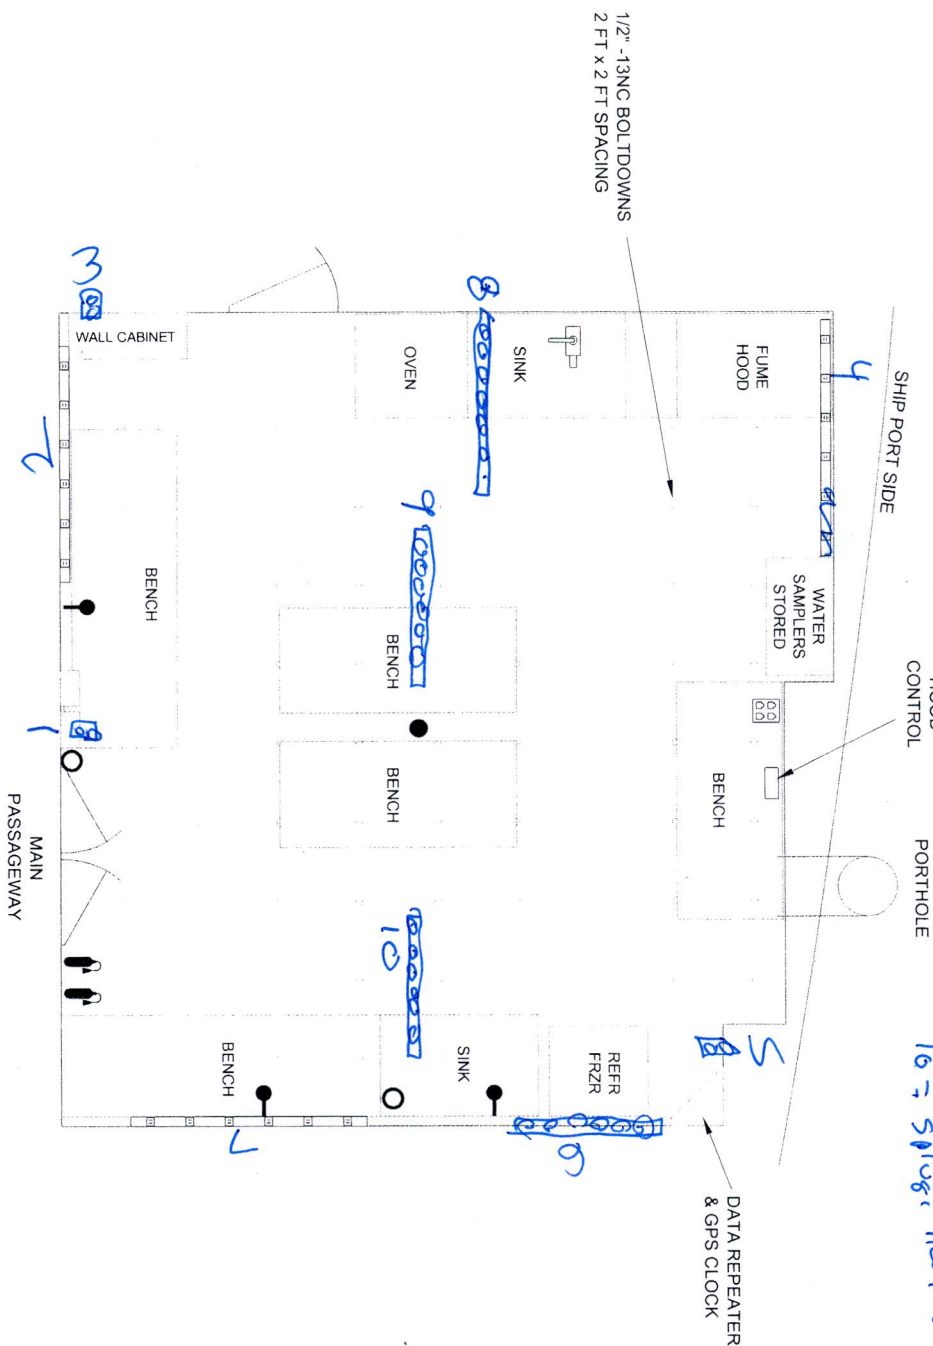 1/2" -13NC BOLTDOWNS
2 FT x 2 FT SPACING
SHIP PORT SIDE
4
FUME
HOOD
WATER
SAMPLERS
STORED
CONTROL
PORTHOLE
SINK
OVEN
8
3
WALL CABINET
2
BENCH
9
BENCH
BENCH
BENCH
1
MAIN
PASSAGEWAY
10
BENCH
SINK
REFR
FRZR
5
6
7
DATA REPEATER
& GPS CLOCK